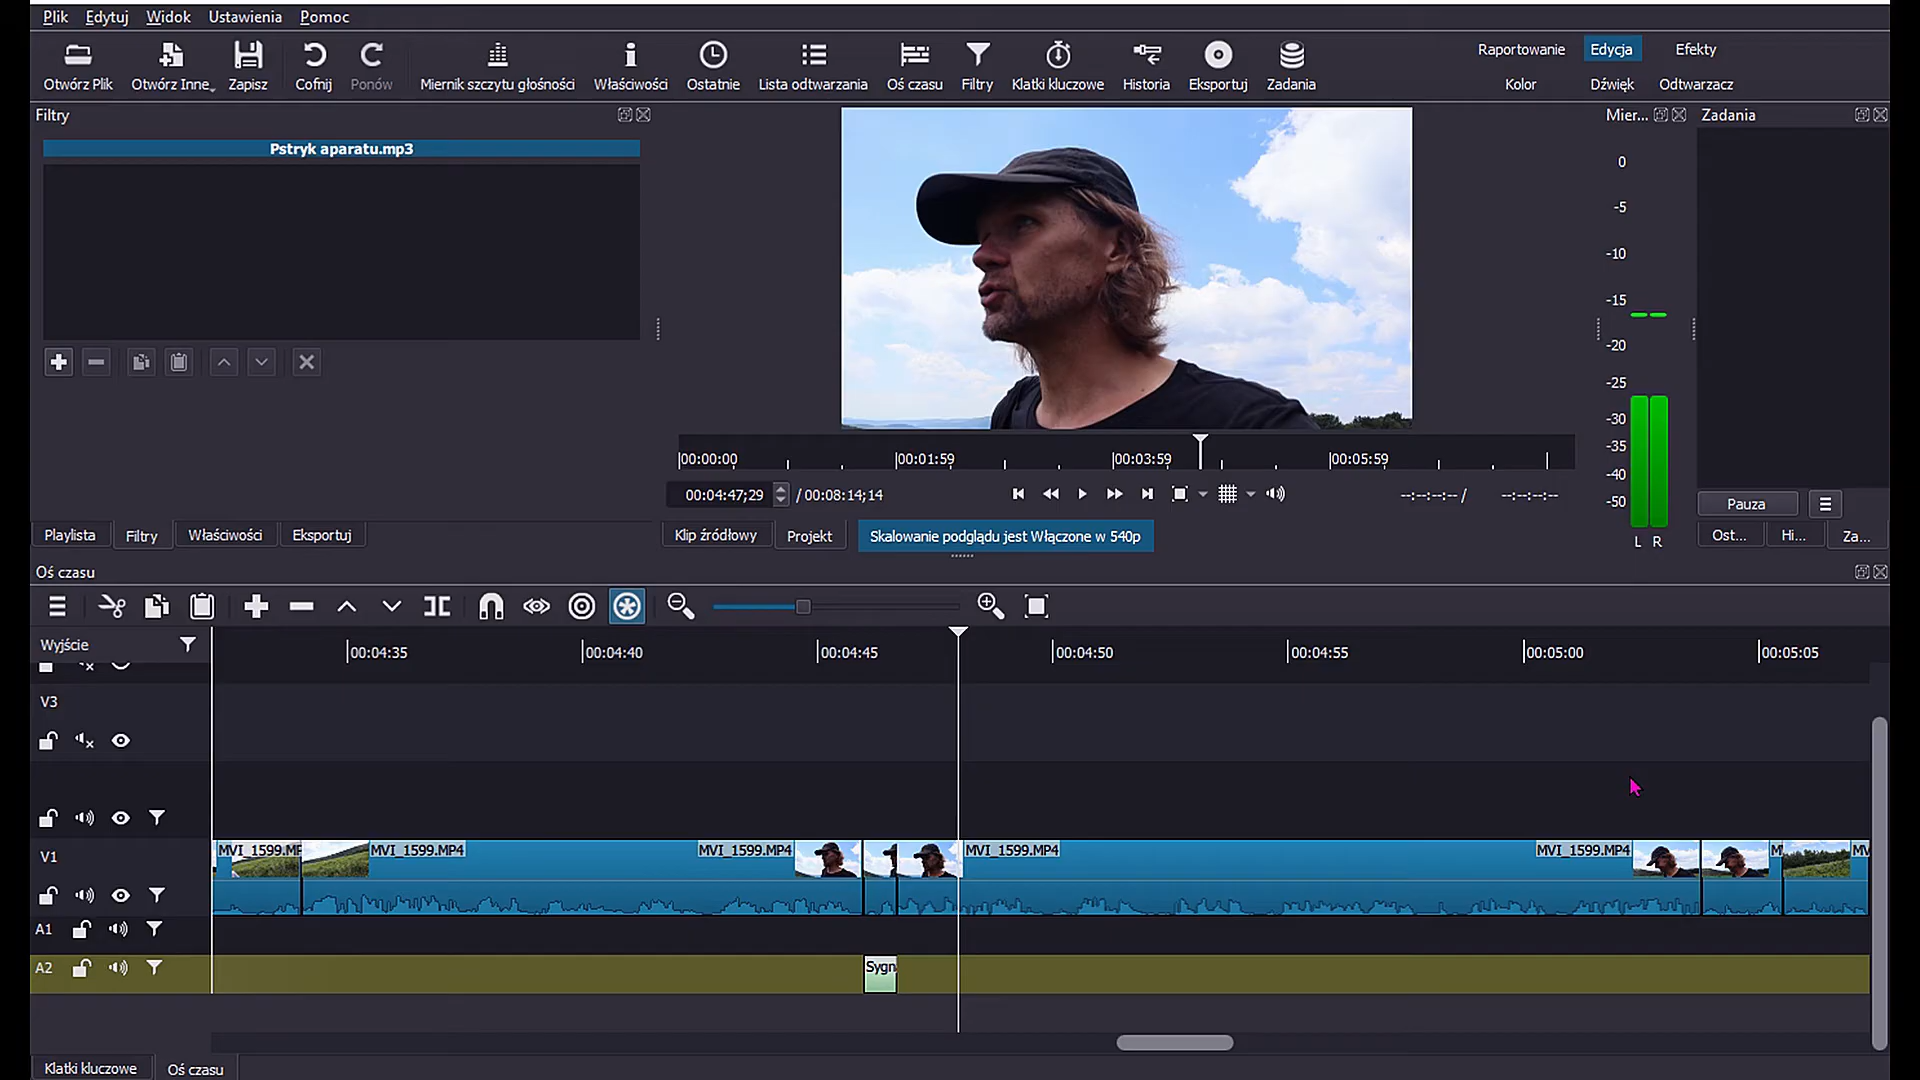 Plik Edytuj Widok Ustawienia Pomoc
Otwórz Plik Otwórz Inne Zapisz Cofnij Ponów Miernik szczytu głośności Właściwości Ostatnie Lista odtwarzania Oś czasu Filtry Klatki kluczowe Historia Eksportuj Zadania
Raportowanie Edycja Efekty
Kolor Dźwięk Odtwarzacz
Filtry
Pstryk aparatu.mp3
Mier...
Zadania
0
-5
-10
-15
-20
-25
-30
-35
-40
-50
L R
00:00:00 00:01:59 00:03:59 00:05:59
00:04:47;29 / 00:08:14;14
--:--:--:-- / --:--:--:--
Pauza
Playlista Filtry Właściwości Eksportuj
Klip źródłowy Projekt Skalowanie podglądu jest Włączone w 540p
Ost... Hi... Za...
Oś czasu
Wyjście
00:04:35 00:04:40 00:04:45 00:04:50 00:04:55 00:05:00 00:05:05
V3
V1
MVI_1599.MP MVI_1599.MP4 MVI_1599.MP4 MVI_1599.MP4 MVI_1599.MP4 M MV
A1
A2
Sygn
Klatki kluczowe Oś czasu